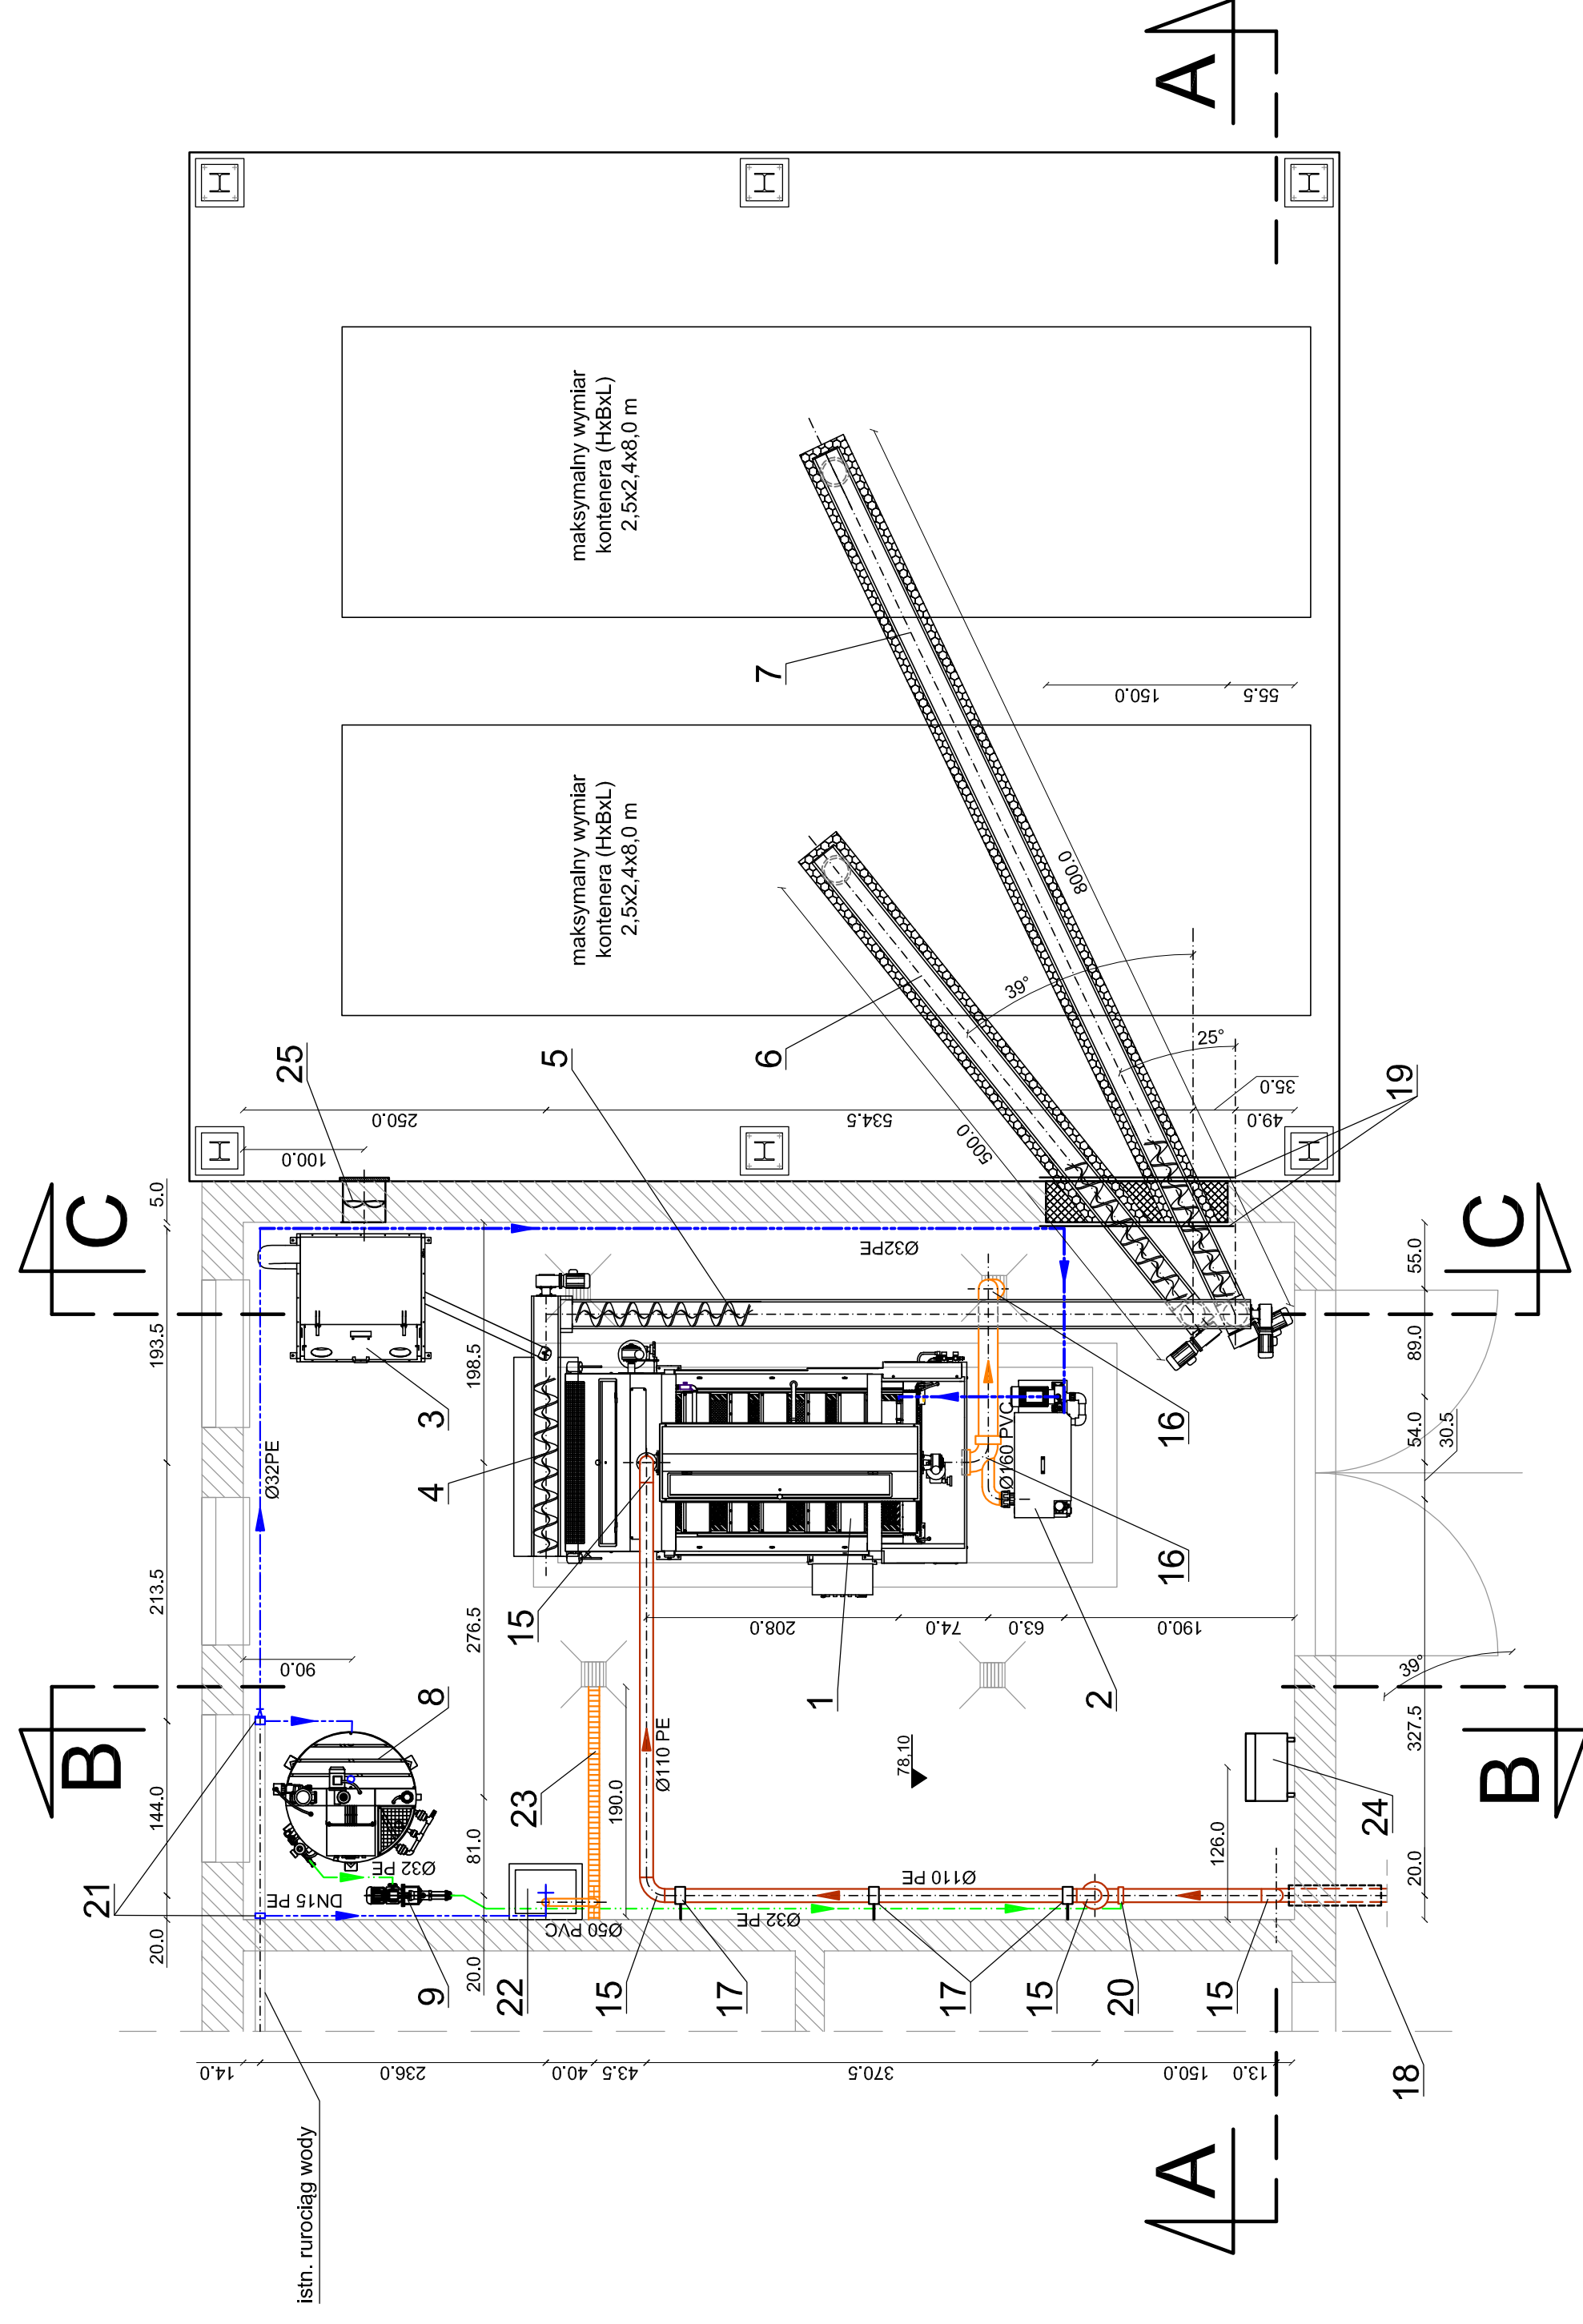 A
A
B
B
C
C
maksymalny wymiar
kontenera (HxBxL)
2,5x2,4x8,0 m
maksymalny wymiar
kontenera (HxBxL)
2,5x2,4x8,0 m
istn. rurociąg wody
H
H
H
H
H
H
1
2
3
4
5
6
7
8
9
15
15
15
15
16
16
17
17
18
19
20
21
22
23
24
25
20.0
144.0
213.5
193.5
5.0
20.0
81.0
276.5
198.5
90.0
100.0
250.0
534.5
35.0
49.0
150.0
55.5
500.0
800.0
39°
25°
39°
208.0
74.0
63.0
190.0
190.0
126.0
20.0
327.5
30.5
54.0
89.0
55.0
14.0
236.0
40.0
43.5
370.5
150.0
13.0
78,10
Ø32PE
Ø32PE
Ø32 PE
Ø32 PE
DN15 PE
Ø50 PVC
Ø110 PE
Ø110 PE
Ø160 PVC